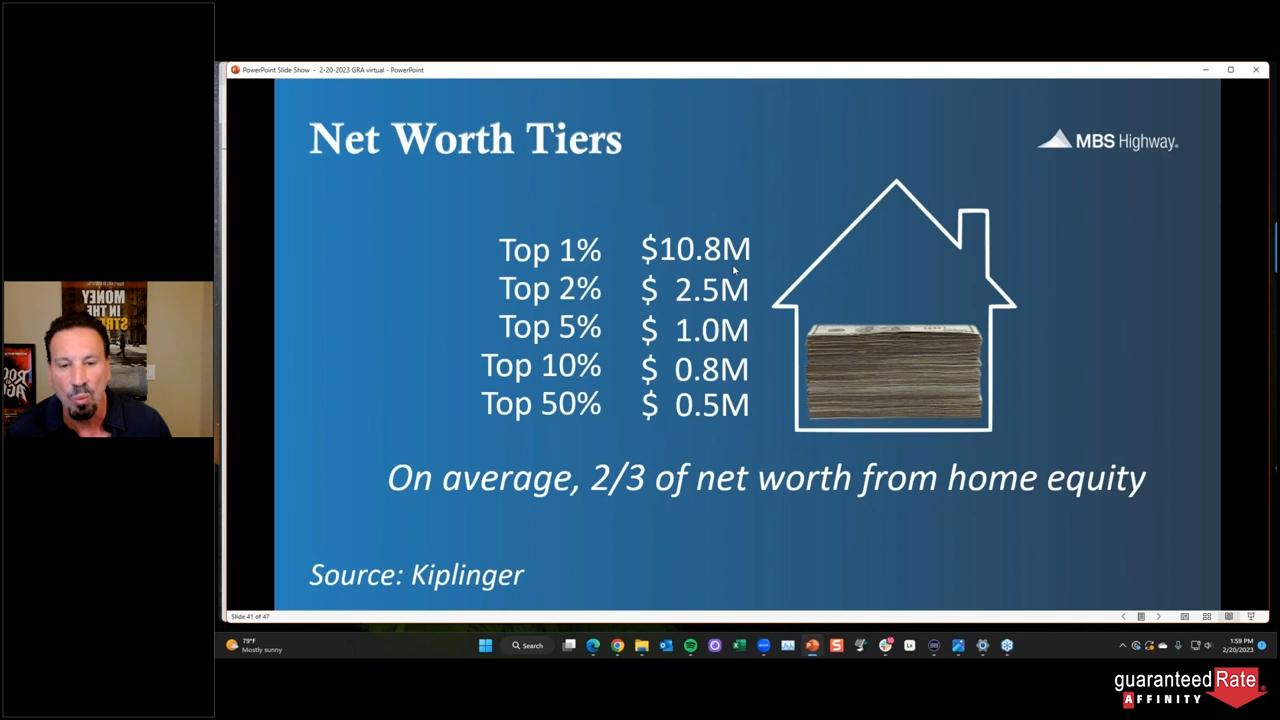 PowerPoint Slide Show - 2-20-2023 GRA virtual - PowerPoint
Net Worth Tiers
MBS Highway
Top 1% $10.8M
Top 2% $ 2.5M
Top 5% $ 1.0M
Top 10% $ 0.8M
Top 50% $ 0.5M
On average, 2/3 of net worth from home equity
Source: Kiplinger
MONEY
IN THE
Slide 41 of 47
79°F
Mostly sunny
Search
1:59 PM
2/20/2023
guaranteedRate
AFFINITY